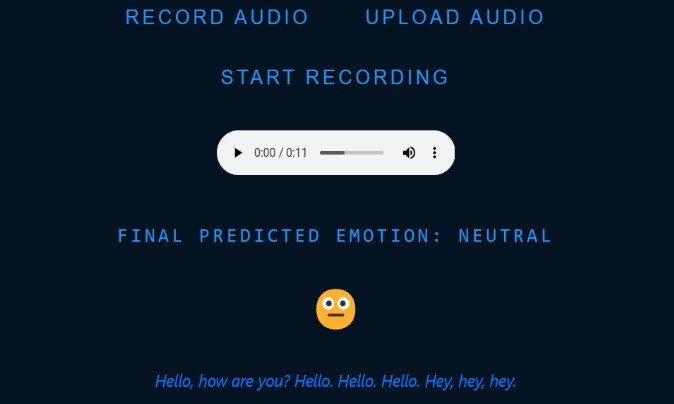 RECORD AUDIO UPLOAD AUDIO
START RECORDING
0:00 / 0:11
FINAL PREDICTED EMOTION: NEUTRAL
Hello, how are you? Hello. Hello. Hello. Hey, hey, hey.